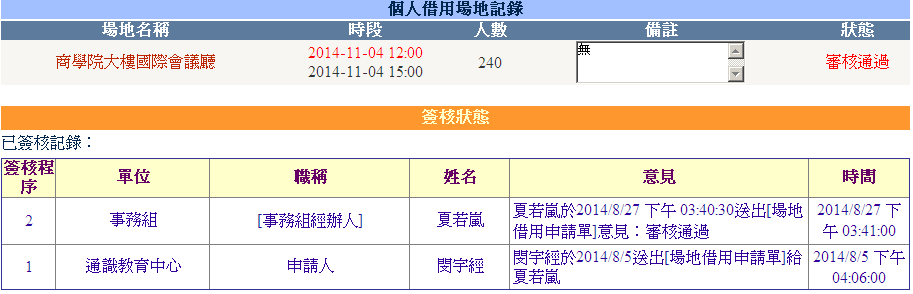 個人借用場地記錄
場地名稱 時段 人數 備註 狀態
商學院大樓國際會議廳 2014-11-04 12:00 2014-11-04 15:00 240 無 審核通過
簽核狀態
已簽核記錄：
簽核程序 單位 職稱 姓名 意見 時間
2 事務組 [事務組經辦人] 夏若嵐 夏若嵐於2014/8/27 下午 03:40:30送出[場地借用申請單]意見：審核通過 2014/8/27 下午 03:41:00
1 通識教育中心 申請人 閔宇經 閔宇經於2014/8/5送出[場地借用申請單]給夏若嵐 2014/8/5 下午 04:06:00